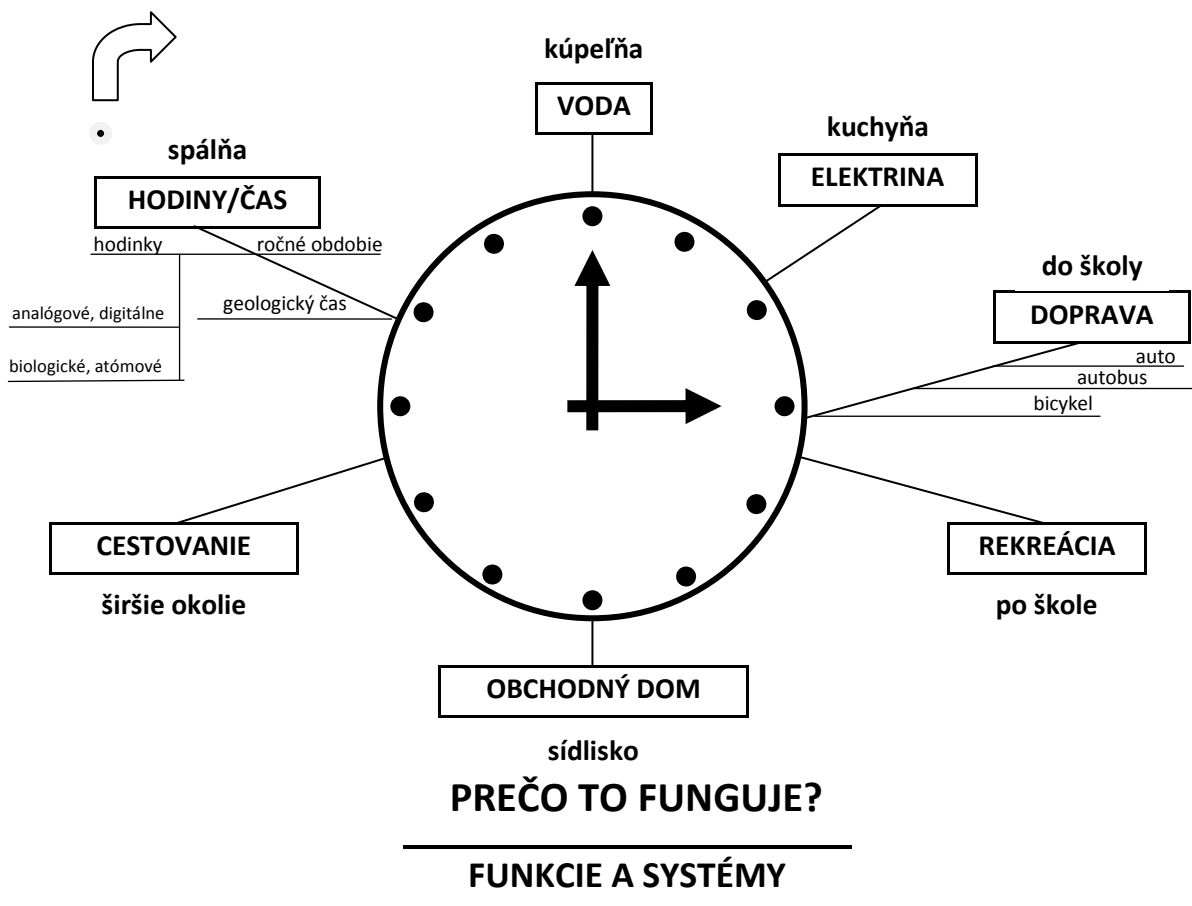 kúpeľňa
VODA
kuchyňa
ELEKTRINA
spálňa
HODINY/ČAS
hodinky
ročné obdobie
geologický čas
analógové, digitálne
biologické, atómové
do školy
DOPRAVA
auto
autobus
bicykel
CESTOVANIE
širšie okolie
REKREÁCIA
po škole
OBCHODNÝ DOM
sídlisko
PREČO TO FUNGUJE?
FUNKCIE A SYSTÉMY